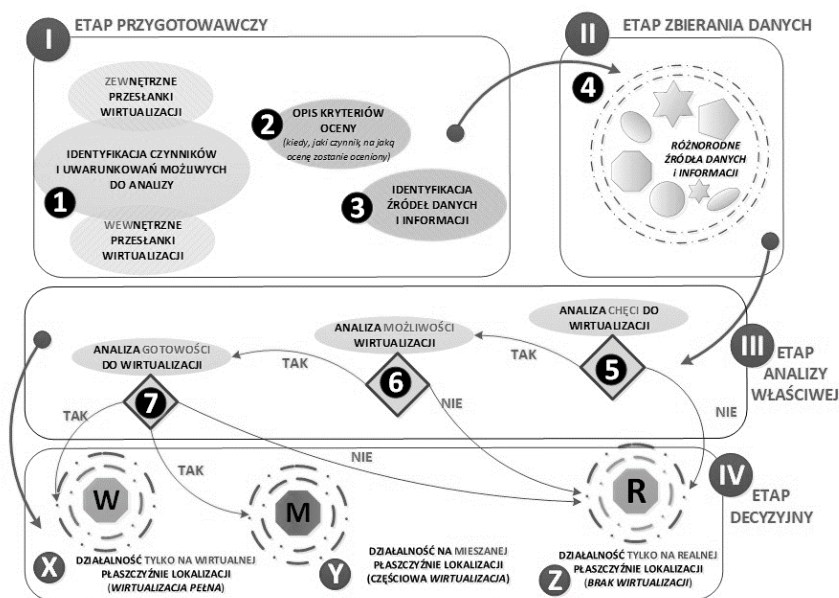 I
ETAP PRZYGOTOWAWCZY
ZEWNĘTRZNE
PRZESŁANKI
WIRTUALIZACJI
IDENTYFIKACJA CZYNNIKÓW
I UWARUNKOWAŃ MOŻLIWYCH
DO ANALIZY
1
WEWNĘTRZNE
PRZESŁANKI
WIRTUALIZACJI
2
OPIS KRYTERIÓW
OCENY
(kiedy, jaki czynnik, na jaką
ocenę zostanie oceniony)
3
IDENTYFIKACJA
ŹRÓDEŁ DANYCH
I INFORMACJI
II
ETAP ZBIERANIA DANYCH
4
RÓŻNORODNE
ŹRÓDŁA DANYCH
i INFORMACJI
III
ETAP
ANALIZY
WŁAŚCIWEJ
ANALIZA CHĘCI DO
WIRTUALIZACJI
5
TAK
NIE
ANALIZA MOŻLIWOŚCI
WIRTUALIZACJI
6
TAK
NIE
ANALIZA GOTOWOŚCI
DO WIRTUALIZACJI
7
TAK
TAK
NIE
IV
ETAP
DECYZYJNY
W
X
DZIAŁALNOŚĆ TYLKO NA WIRTUALNEJ
PŁASZCZYŹNIE LOKALIZACJI
(WIRTUALIZACJA PEŁNA)
M
Y
DZIAŁALNOŚĆ NA MIESZANEJ
PŁASZCZYŹNIE LOKALIZACJI
(CZĘŚCIOWA WIRTUALIZACJA)
R
Z
DZIAŁALNOŚĆ TYLKO NA REALNEJ
PŁASZCZYŹNIE LOKALIZACJI
(BRAK WIRTUALIZACJI)